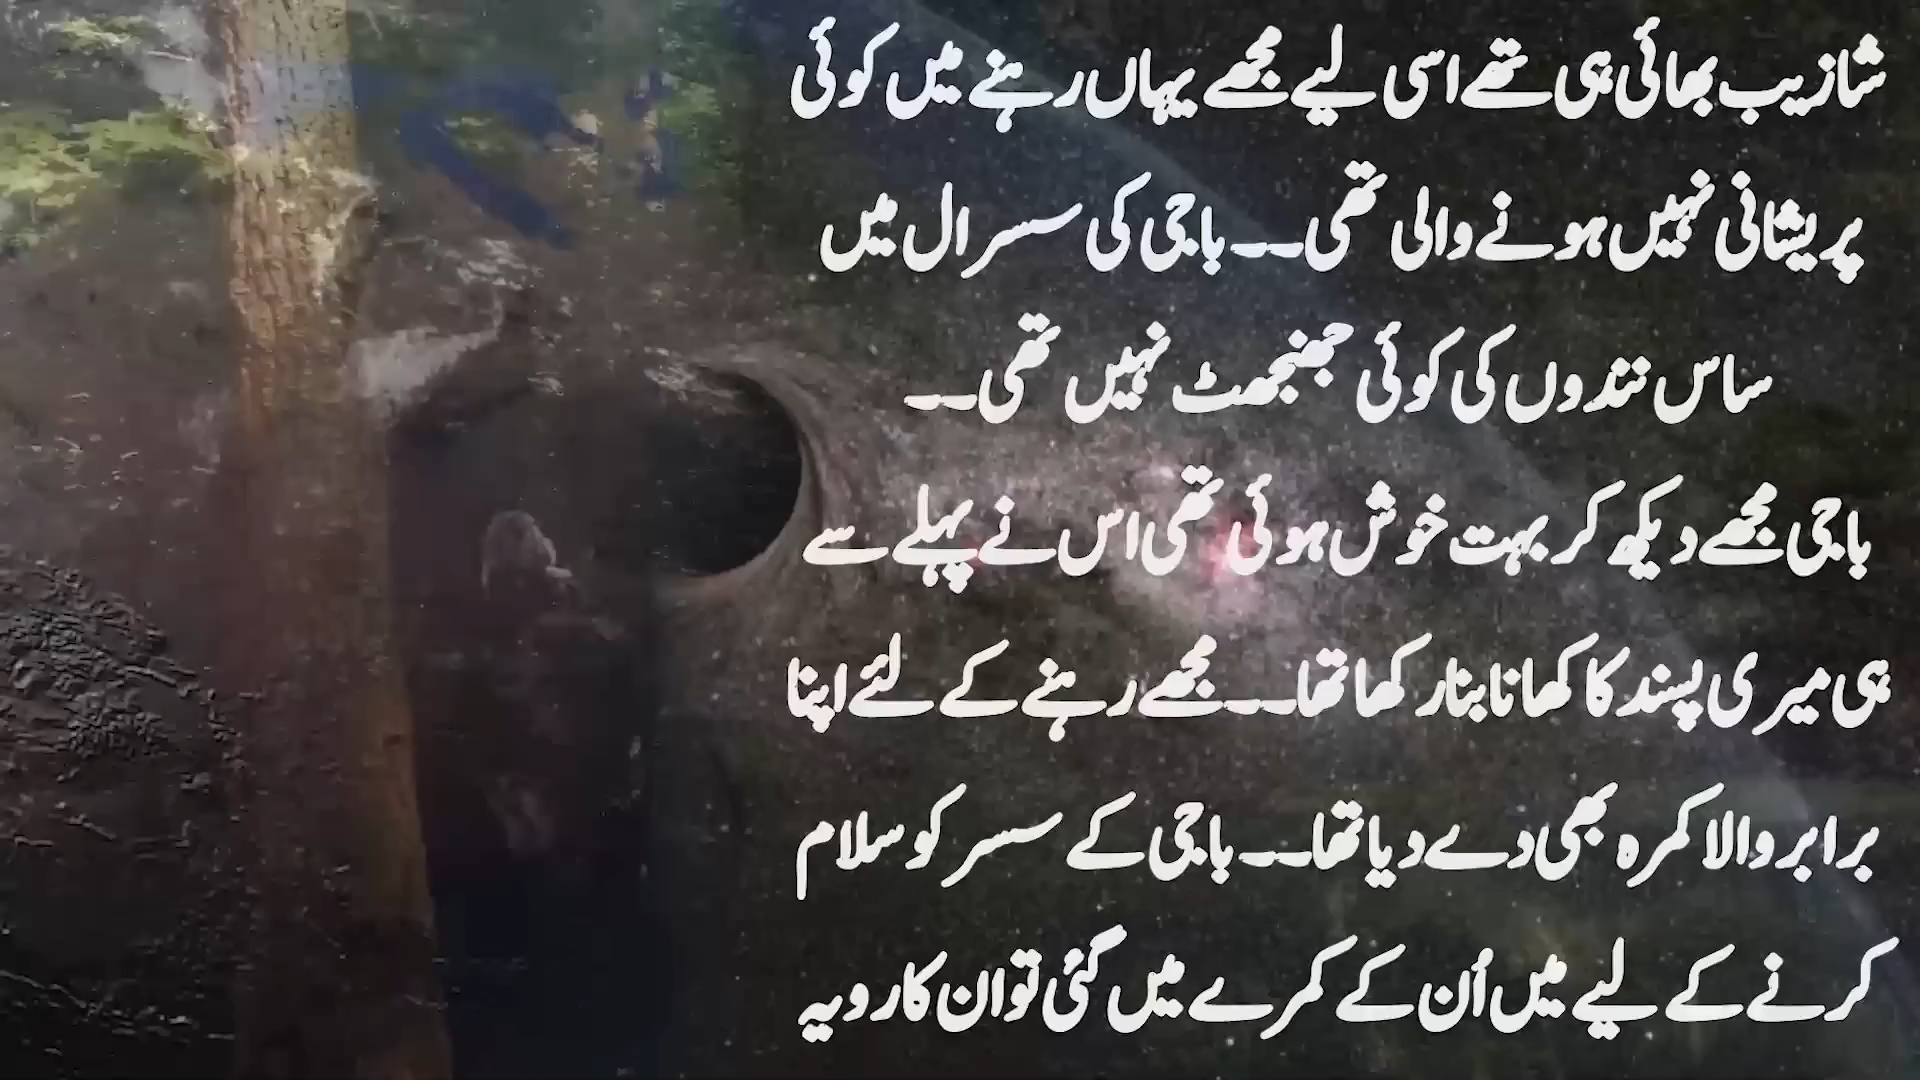 شازیب بھائی ہی تھے اسی لیے مجھے یہاں رہنے میں کوئی
پریشانی نہیں ہونے والی تھی۔۔ باجی کی سسرال میں
ساس نندوں کی کوئی جھنجھٹ نہیں تھی۔۔
باجی مجھے دیکھ کر بہت خوش ہوئی تھی اس نے پہلے سے
ہی میری پسند کا کھانا بنا رکھا تھا۔۔ مجھے رہنے کے لئے اپنا
برابر والا کمرہ بھی دے دیا تھا۔۔ باجی کے سسر کو سلام
کرنے کے لیے میں اُن کے کمرے میں گئی تو ان کا رویہ